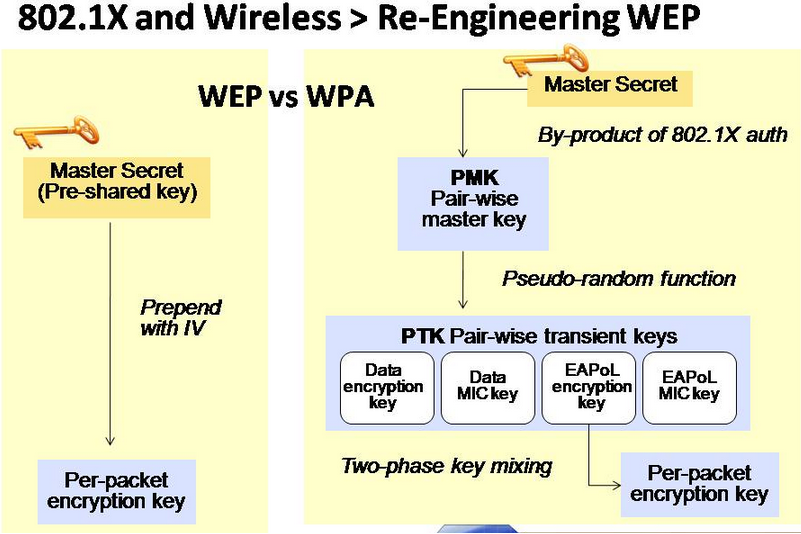 802.1X and Wireless > Re-Engineering WEP
WEP vs WPA
Master Secret
(Pre-shared key)
Prepend
with IV
Per-packet
encryption key
Master Secret
By-product of 802.1X auth
PMK
Pair-wise
master key
Pseudo-random function
PTK Pair-wise transient keys
Data
encryption
key
Data
MIC key
EAPoL
encryption
key
EAPoL
MIC key
Two-phase key mixing
Per-packet
encryption key